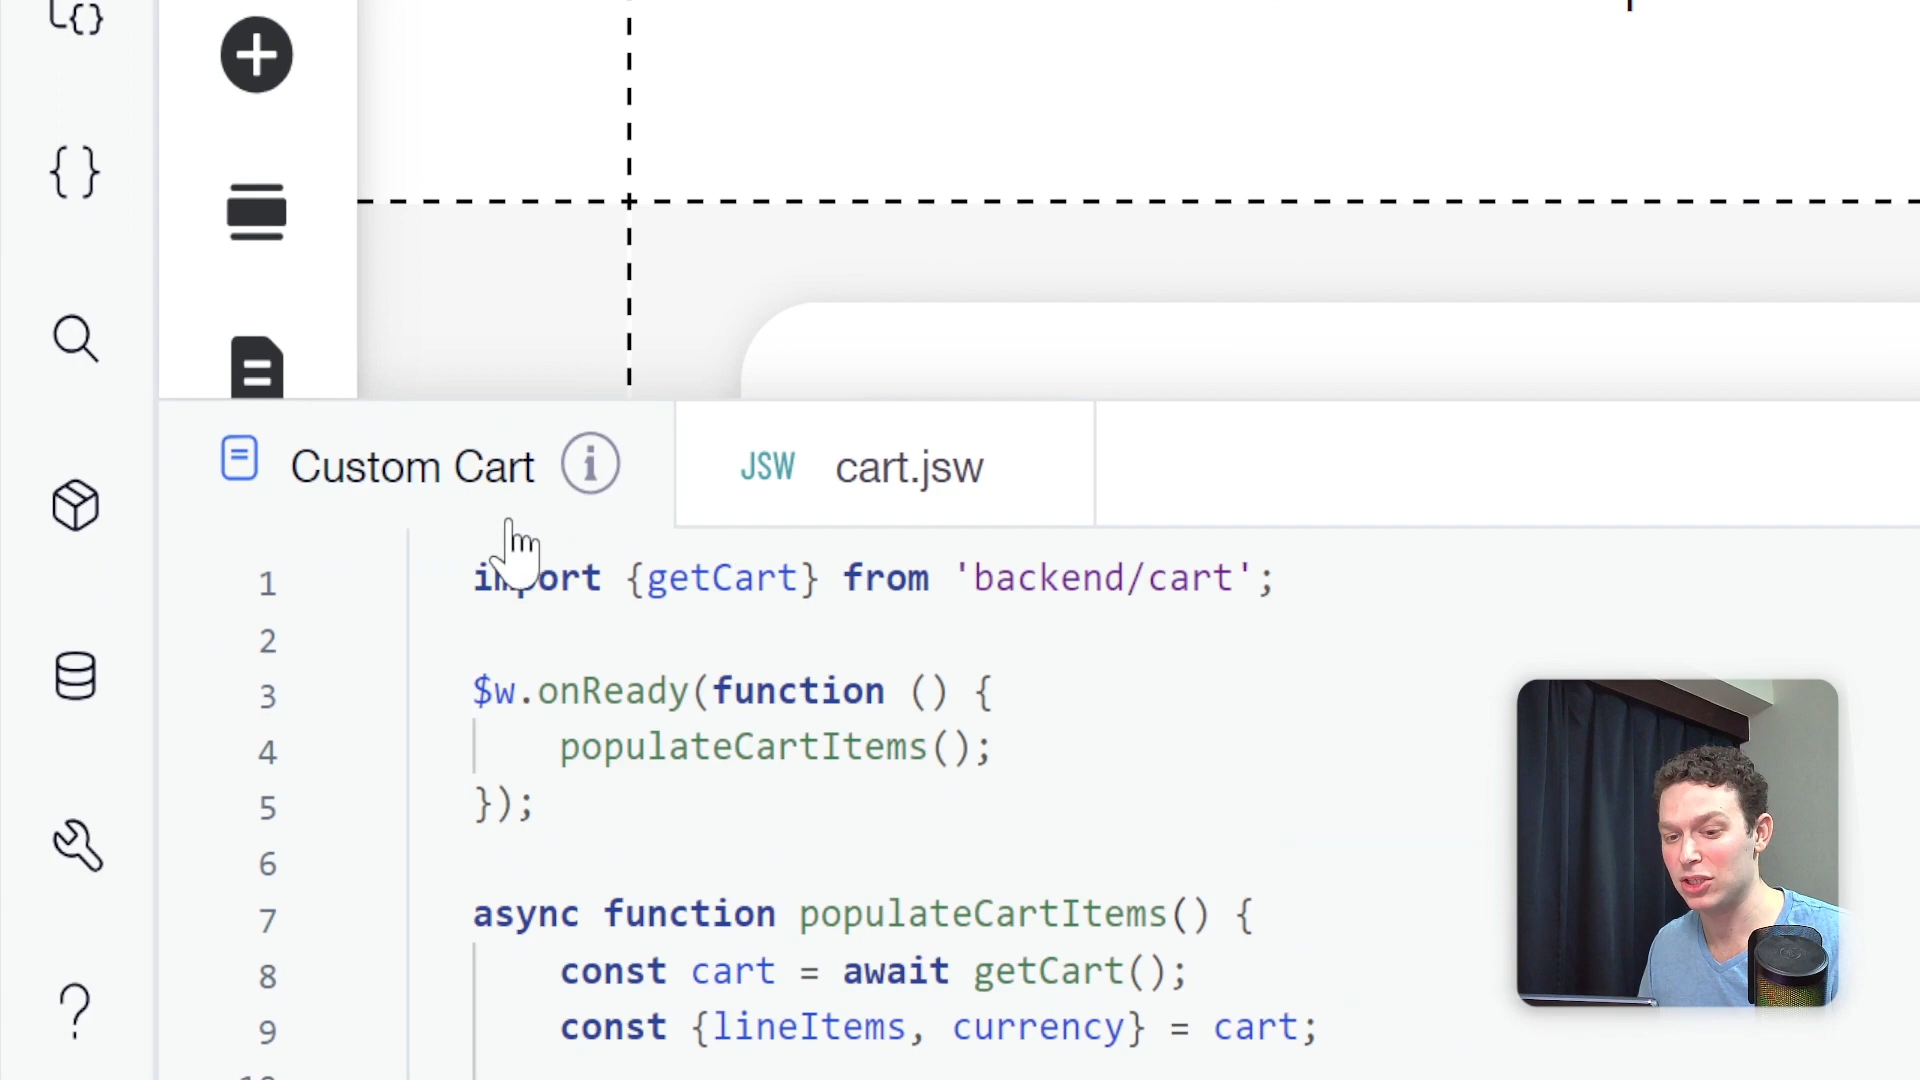 Custom Cart
JSW cart.jsw
1 import {getCart} from 'backend/cart';
2
3 $w.onReady(function () {
4 populateCartItems();
5 });
6
7 async function populateCartItems() {
8 const cart = await getCart();
9 const {lineItems, currency} = cart;